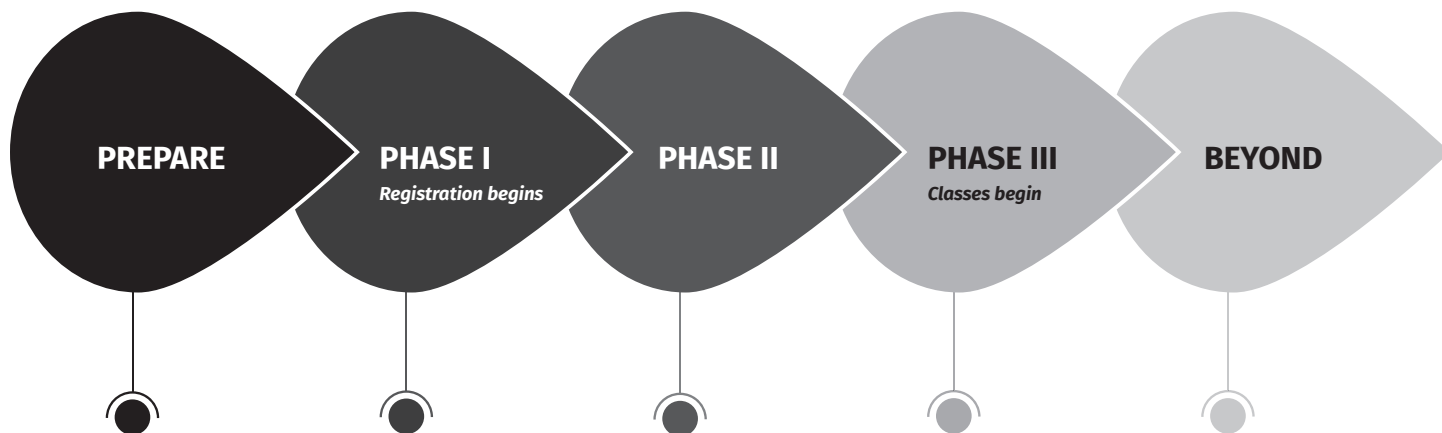 PREPARE
PHASE I
Registration begins
PHASE II
PHASE III
Classes begin
BEYOND